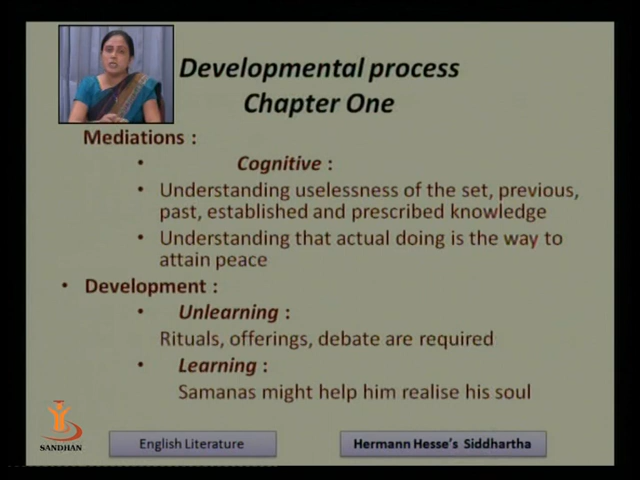 Developmental process
Chapter One
Mediations :
• Cognitive :
• Understanding uselessness of the set, previous,
past, established and prescribed knowledge
• Understanding that actual doing is the way to
attain peace
• Development :
• Unlearning :
Rituals, offerings, debate are required
• Learning :
Samanas might help him realise his soul
SANDHAN
English Literature
Hermann Hesse's Siddhartha